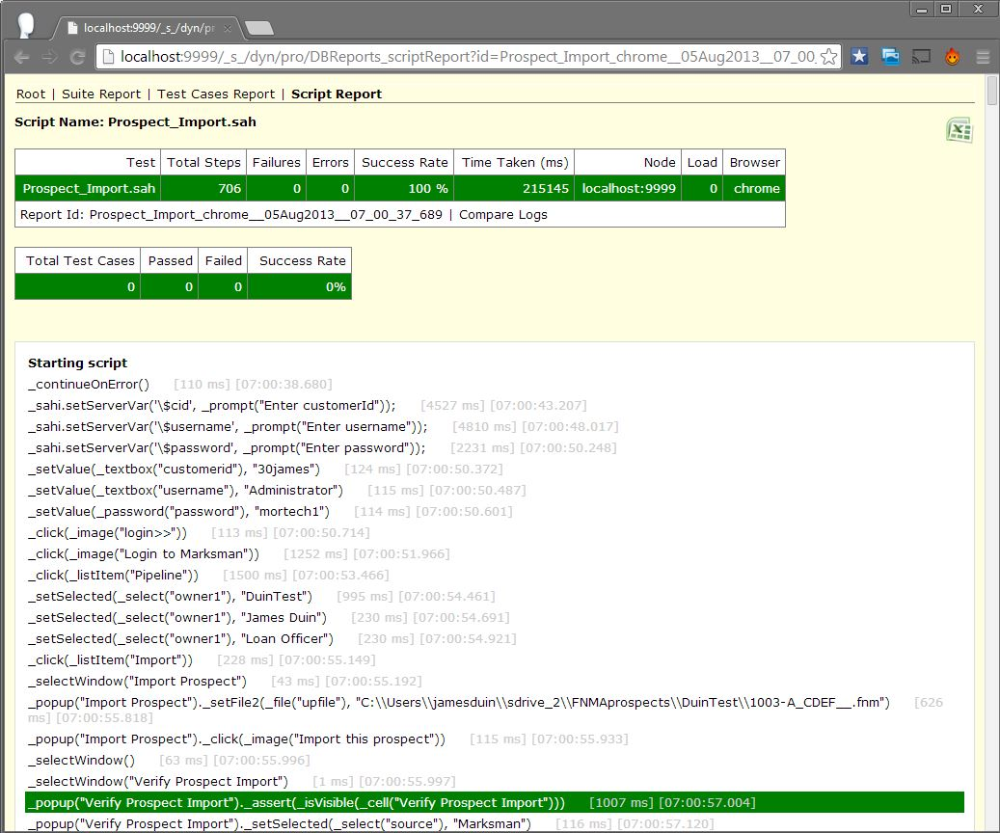 localhost:9999/_s_/dyn/pr
localhost:9999/_s_/dyn/pro/DBReports_scriptReport?id=Prospect_Import_chrome__05Aug2013__07_00_
Root | Suite Report | Test Cases Report | Script Report
Script Name: Prospect_Import.sah
Test Total Steps Failures Errors Success Rate Time Taken (ms) Node Load Browser
Prospect_Import.sah 706 0 0 100 % 215145 localhost:9999 0 chrome
Report Id: Prospect_Import_chrome__05Aug2013__07_00_37_689 | Compare Logs
Total Test Cases Passed Failed Success Rate
0 0 0 0%
Starting script
_continueOnError() [110 ms] [07:00:38.680]
_sahi.setServerVar('\$cid', _prompt("Enter customerId")); [4527 ms] [07:00:43.207]
_sahi.setServerVar('\$username', _prompt("Enter username")); [4810 ms] [07:00:48.017]
_sahi.setServerVar('\$password', _prompt("Enter password")); [2231 ms] [07:00:50.248]
_setValue(_textbox("customerid"), "30james") [124 ms] [07:00:50.372]
_setValue(_textbox("username"), "Administrator") [115 ms] [07:00:50.487]
_setValue(_password("password"), "mortech1") [114 ms] [07:00:50.601]
_click(_image("login>>")) [113 ms] [07:00:50.714]
_click(_image("Login to Marksman")) [1252 ms] [07:00:51.966]
_click(_listItem("Pipeline")) [1500 ms] [07:00:53.466]
_setSelected(_select("owner1"), "DuinTest") [995 ms] [07:00:54.461]
_setSelected(_select("owner1"), "James Duin") [230 ms] [07:00:54.691]
_setSelected(_select("owner1"), "Loan Officer") [230 ms] [07:00:54.921]
_click(_listItem("Import")) [228 ms] [07:00:55.149]
_selectWindow("Import Prospect") [43 ms] [07:00:55.192]
_popup("Import Prospect")._setFile2(_file("upfile"), "C:\\Users\\jamesduin\\sdrive_2\\FNMAprospects\\DuinTest\\1003-A_CDEF__.fnm") [626
ms] [07:00:55.818]
_popup("Import Prospect")._click(_image("Import this prospect")) [115 ms] [07:00:55.933]
_selectWindow() [63 ms] [07:00:55.996]
_selectWindow("Verify Prospect Import") [1 ms] [07:00:55.997]
_popup("Verify Prospect Import")._assert(_isVisible(_cell("Verify Prospect Import"))) [1007 ms] [07:00:57.004]
_popup("Verify Prospect Import")._setSelected(_select("source"), "Marksman") [116 ms] [07:00:57.120]